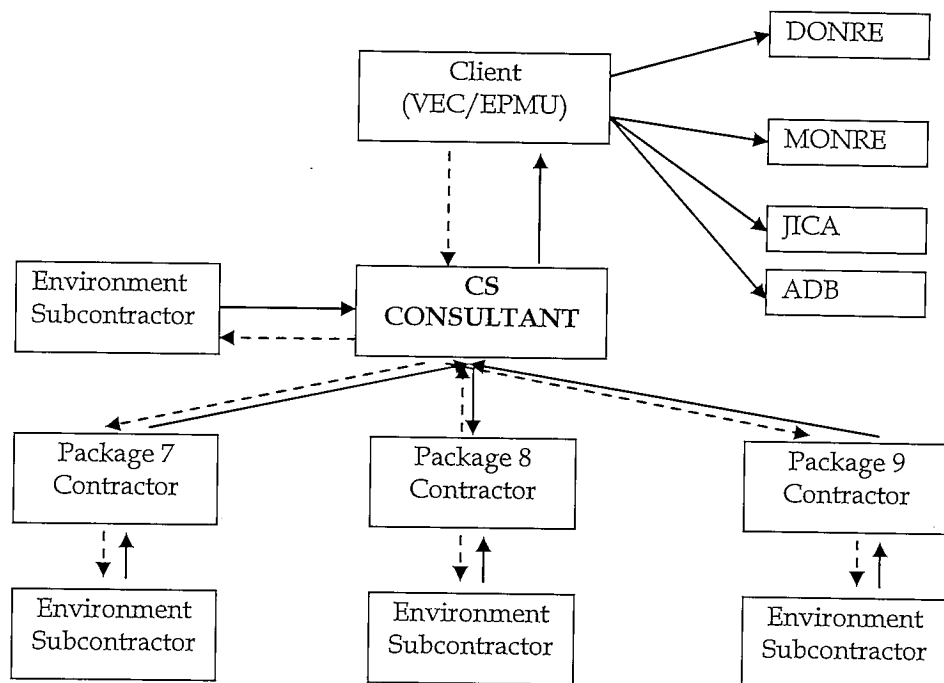 DONRE
Client
(VEC/EPMU)
MONRE
JICA
ADB
Environment
Subcontractor
CS
CONSULTANT
Package 7
Contractor
Package 8
Contractor
Package 9
Contractor
Environment
Subcontractor
Environment
Subcontractor
Environment
Subcontractor